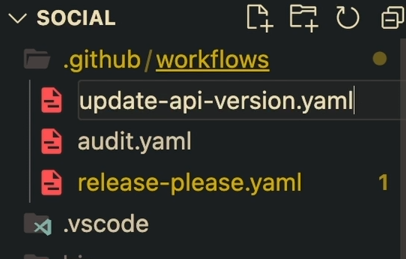 SOCIAL
.github/workflows
update-api-version.yaml
audit.yaml
release-please.yaml 1
.vscode